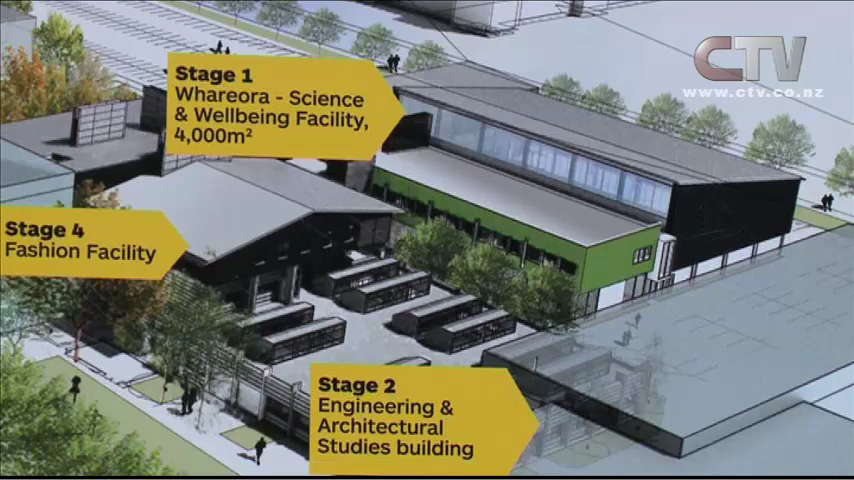 CTV
www.ctv.co.nz
Stage 1
Whareora - Science
& Wellbeing Facility,
4,000m²
Stage 4
Fashion Facility
Stage 2
Engineering &
Architectural
Studies building